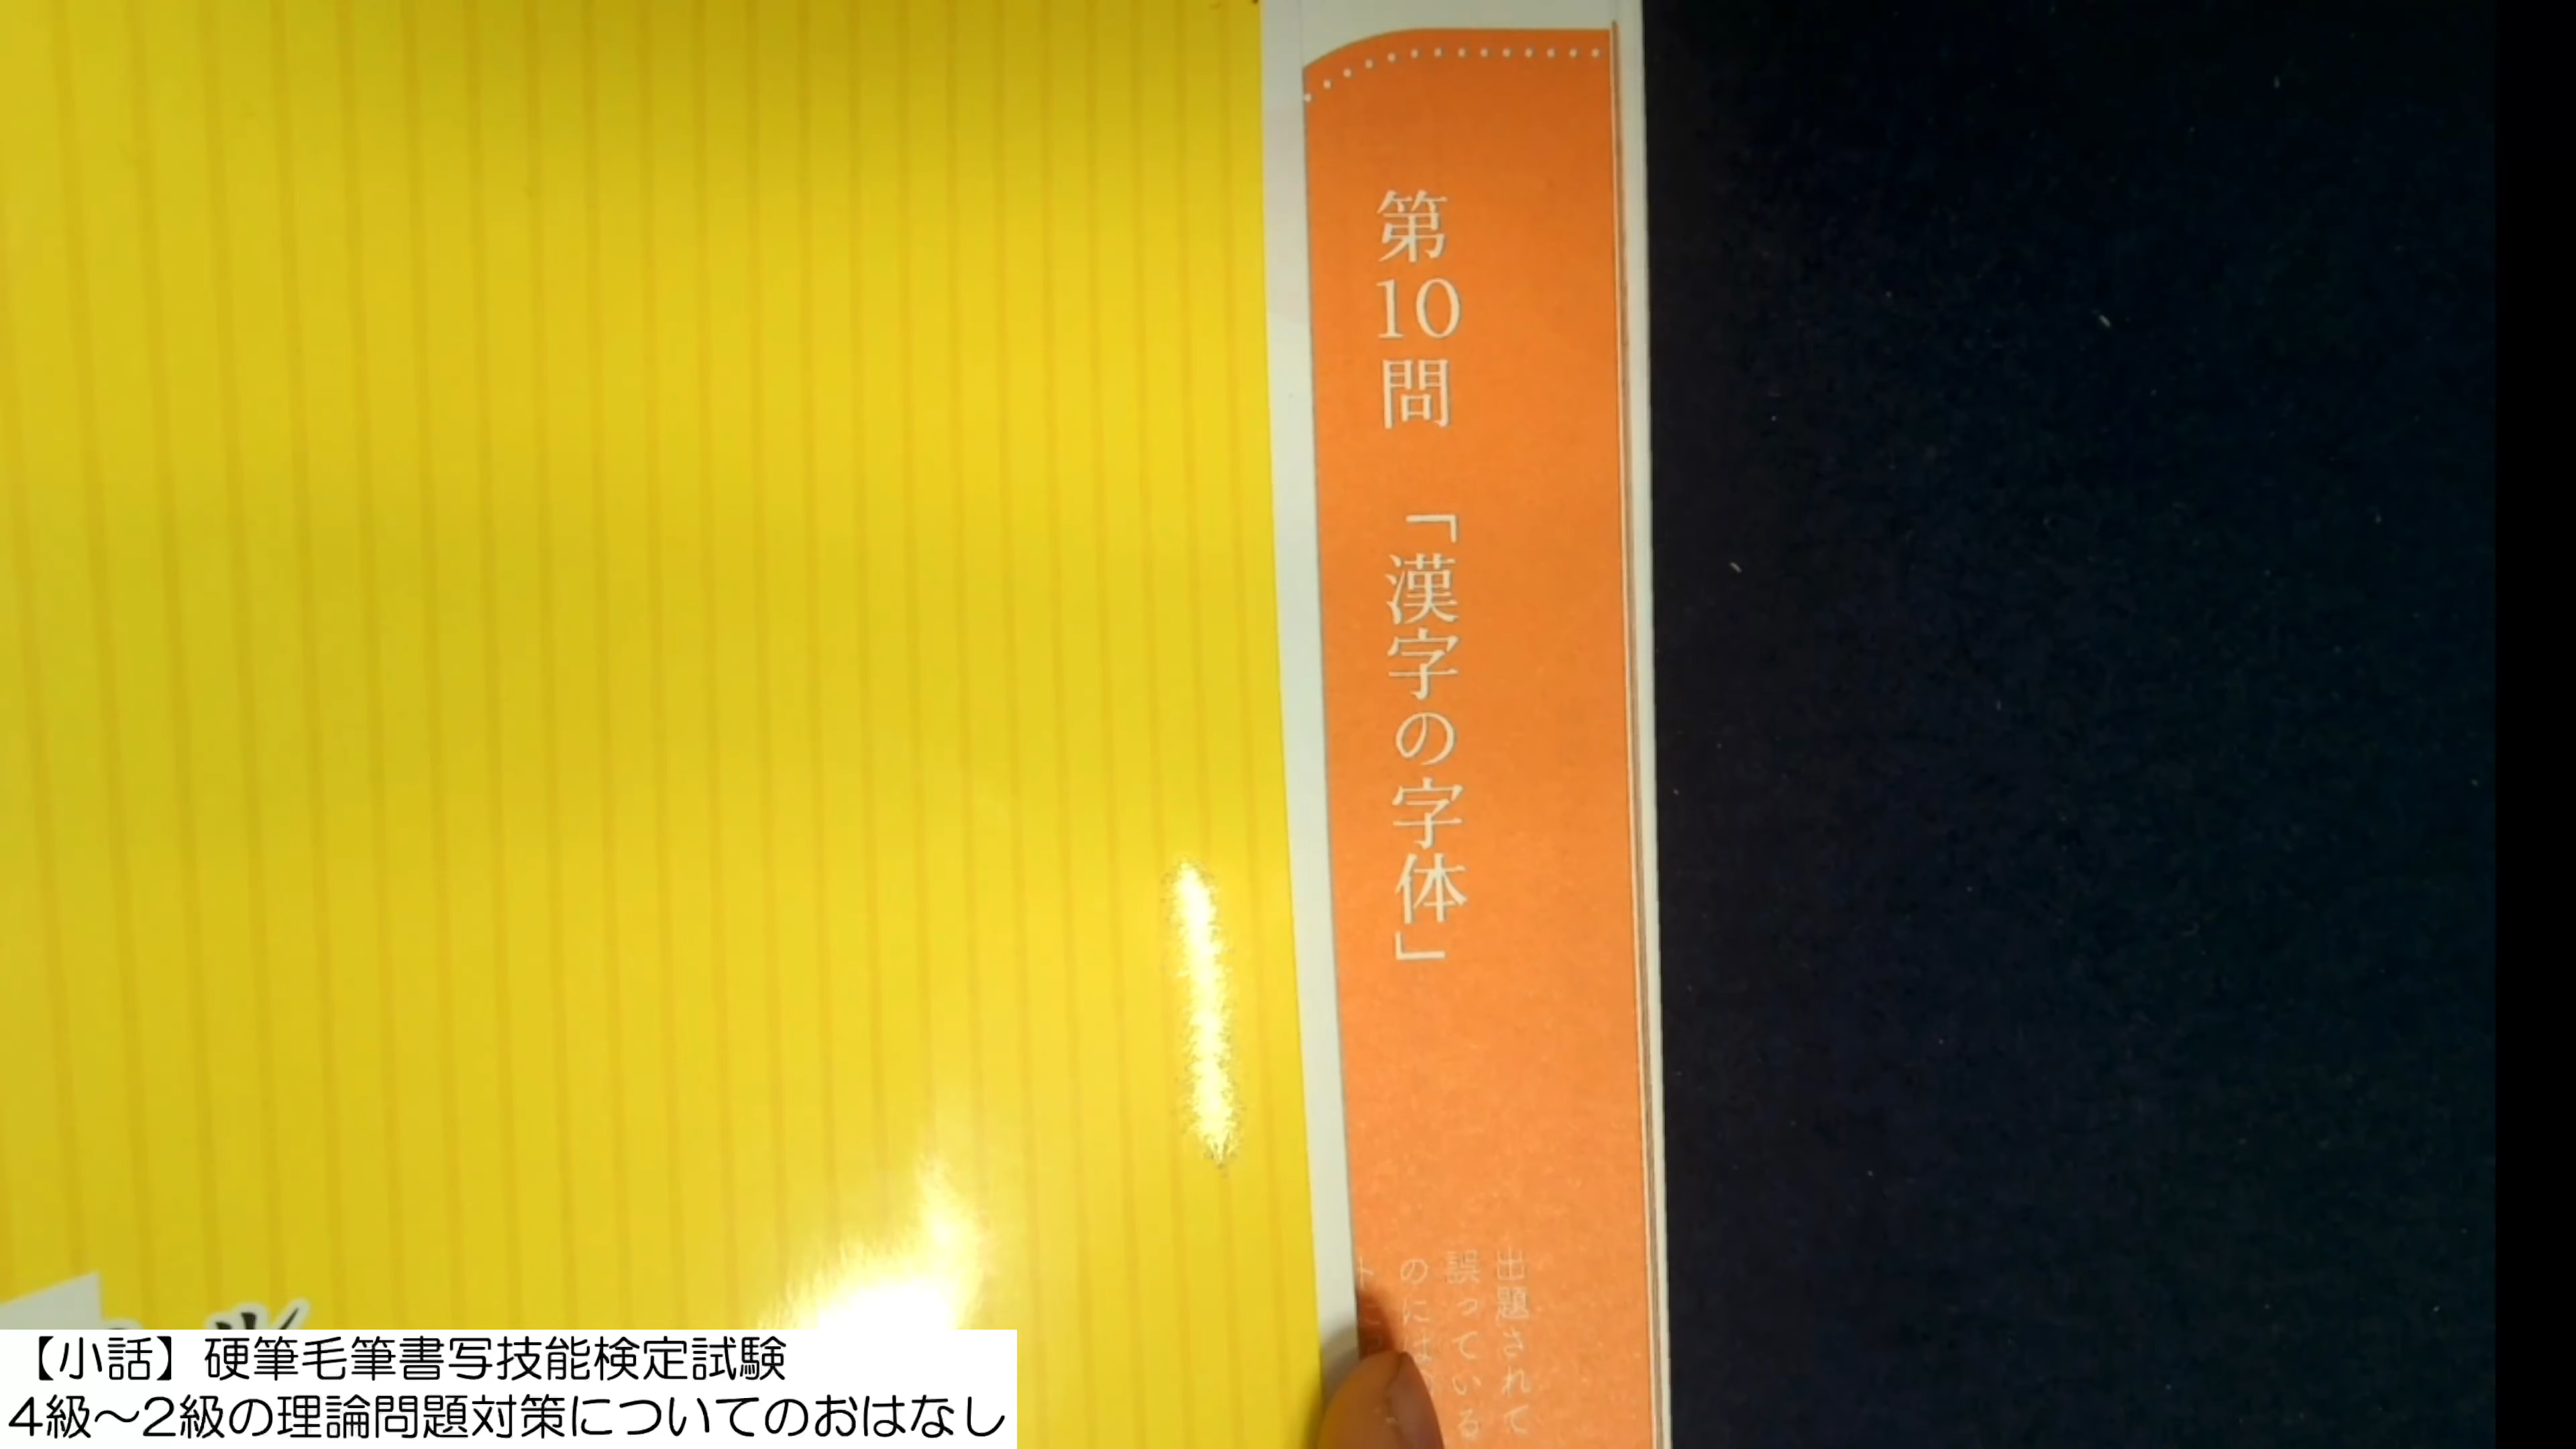 第10問 「漢字の字体」
出題されて
誤っている
のには
【小話】硬筆毛筆書写技能検定試験
4級～2級の理論問題対策についてのおはなし